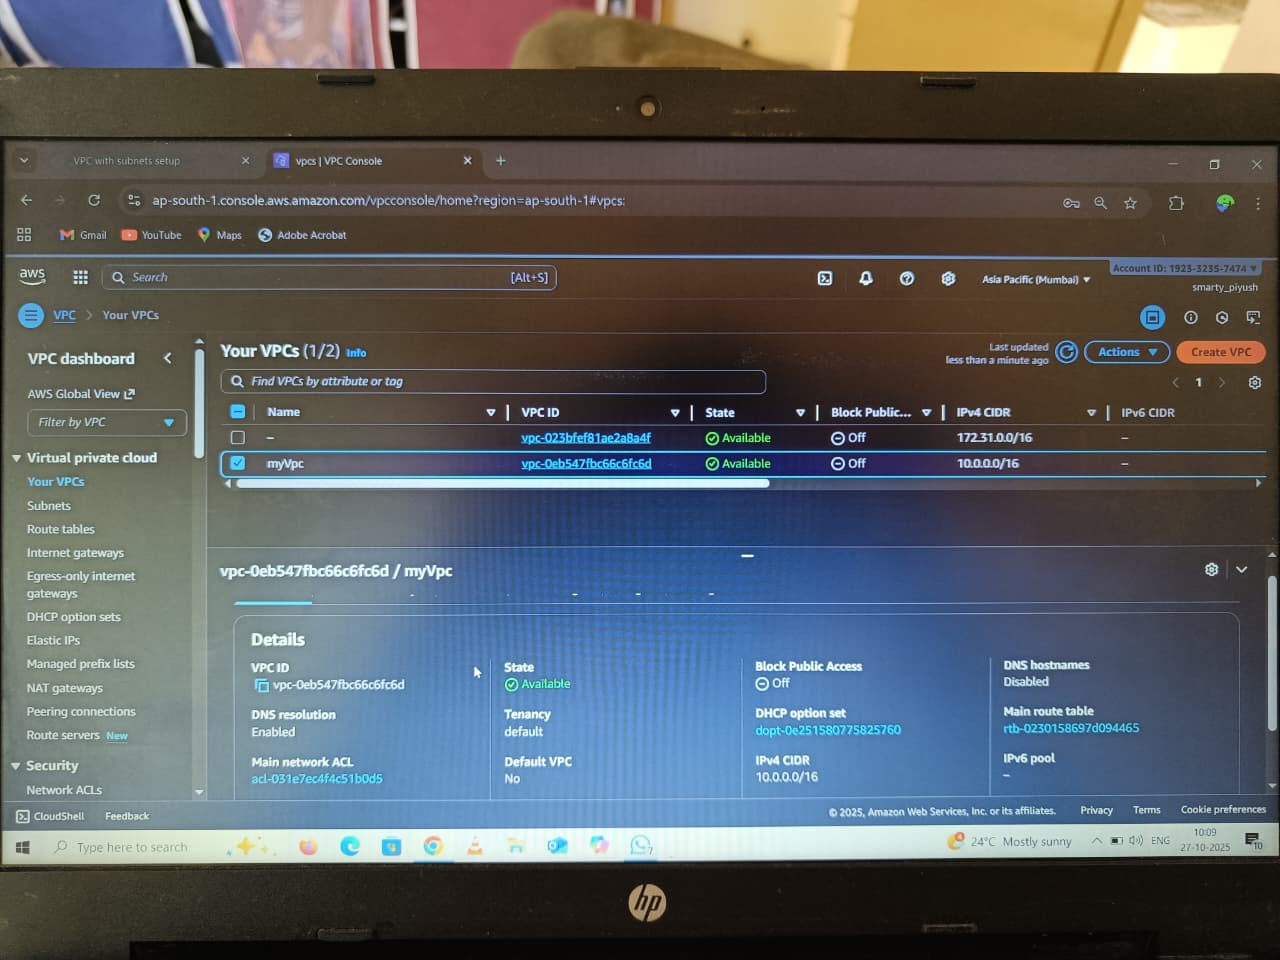 VPC with subnets setup
vpcs | VPC Console
ap-south-1.console.aws.amazon.com/vpcconsole/home?region=ap-south-1#vpcs:
Gmail YouTube Maps Adobe Acrobat
aws Search [Alt+S] Asia Pacific (Mumbai) Account ID: 1923-3235-7474
smarty_piyush
VPC Your VPCs
VPC dashboard
AWS Global View
Filter by VPC
Virtual private cloud
Your VPCs
Subnets
Route tables
Internet gateways
Egress-only internet
gateways
DHCP option sets
Elastic IPs
Managed prefix lists
NAT gateways
Peering connections
Route servers New
Security
Network ACLs
Your VPCs (1/2) Info
Last updated
less than a minute ago
Actions
Create VPC
Find VPCs by attribute or tag
1
Name VPC ID State Block Public... IPv4 CIDR IPv6 CIDR
– vpc-023bfef81ae2a8a4f Available Off 172.31.0.0/16 –
myVpc vpc-0eb547fbc66c6fc6d Available Off 10.0.0.0/16 –
vpc-0eb547fbc66c6fc6d / myVpc
Details
VPC ID
vpc-0eb547fbc66c6fc6d
State
Available
Block Public Access
Off
DNS hostnames
Disabled
DNS resolution
Enabled
Tenancy
default
DHCP option set
dopt-0e251580775825760
Main route table
rtb-0230158697d094465
Main network ACL
acl-031e7ec4f4c51b0d5
Default VPC
No
IPv4 CIDR
10.0.0.0/16
IPv6 pool
–
CloudShell Feedback © 2025, Amazon Web Services, Inc. or its affiliates. Privacy Terms Cookie preferences
Type here to search
7
4
24°C Mostly sunny
ENG
10:09
27-10-2025
10
hp